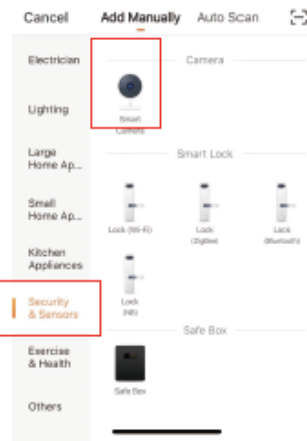 Cancel
Add Manually
Auto Scan
Electrician
Lighting
Large
Home Ap...
Small
Home Ap...
Kitchen
Appliances
Security
& Sensors
Exercise
& Health
Others
Camera
Smart
Camera
Smart Lock
Lock (Wi-Fi)
Lock
(ZigBee)
Lock
(Bluetooth)
Lock
(NB)
Safe Box
Safe Box